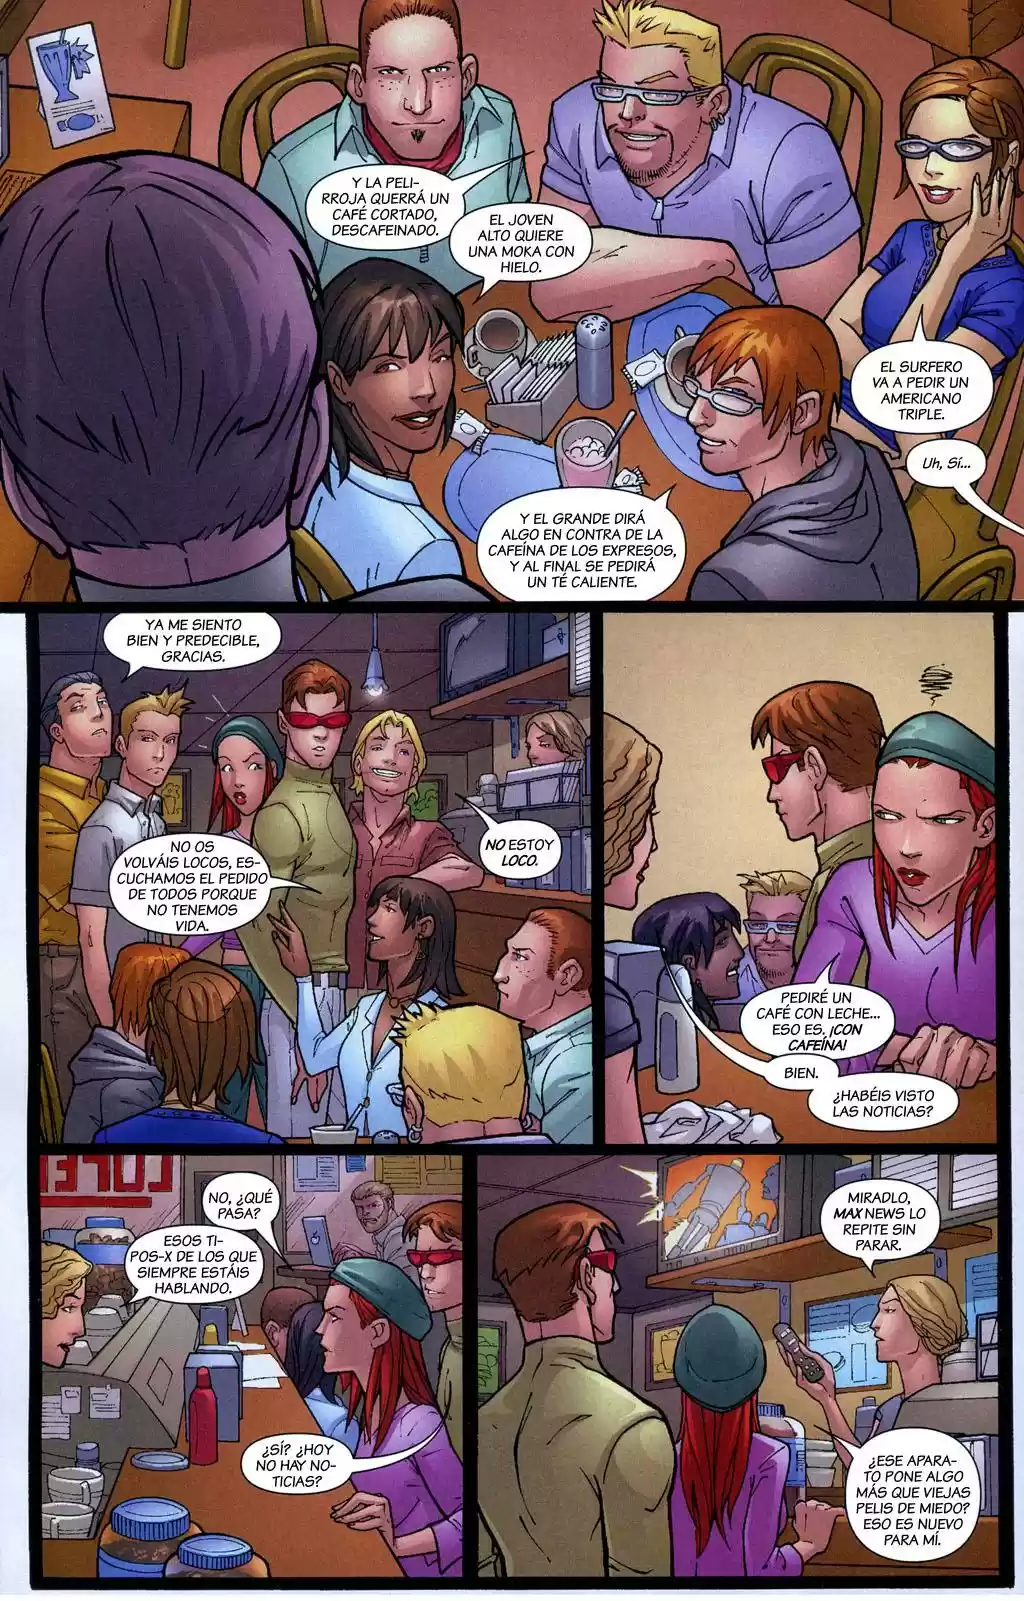 Y LA PELI-
RROJA QUERRÁ UN
CAFÉ CORTADO,
DESCAFEINADO.
EL JOVEN
ALTO QUIERE
UNA MOKA CON
HIELO.
EL SURFERO
VA A PEDIR UN
AMERICANO
TRIPLE.
Uh, Sí...
Y EL GRANDE DIRÁ
ALGO EN CONTRA DE LA
CAFEÍNA DE LOS EXPRESOS,
Y AL FINAL SE PEDIRÁ
UN TÉ CALIENTE.
YA ME SIENTO
BIEN Y PREDECIBLE,
GRACIAS.
NO ESTOY
LOCO.
NO OS
VOLVÁIS LOCOS, ES-
CUCHAMOS EL PEDIDO
DE TODOS PORQUE
NO TENEMOS
VIDA.
PEDIRÉ UN
CAFÉ CON LECHE...
ESO ES. ¡CON
CAFEÍNA!
BIEN.
¿HABÉIS VISTO
LAS NOTICIAS?
NO, ¿QUÉ
PASA?
ESOS TI-
POS-X DE LOS QUE
SIEMPRE ESTÁIS
HABLANDO.
¿SÍ? ¿HOY
NO HAY NO-
TICIAS?
MIRADLO,
MAX NEWS LO
REPITE SIN
PARAR.
¿ESE APARA-
TO PONE ALGO
MÁS QUE VIEJAS
PELIS DE MIEDO?
ESO ES NUEVO
PARA MÍ.